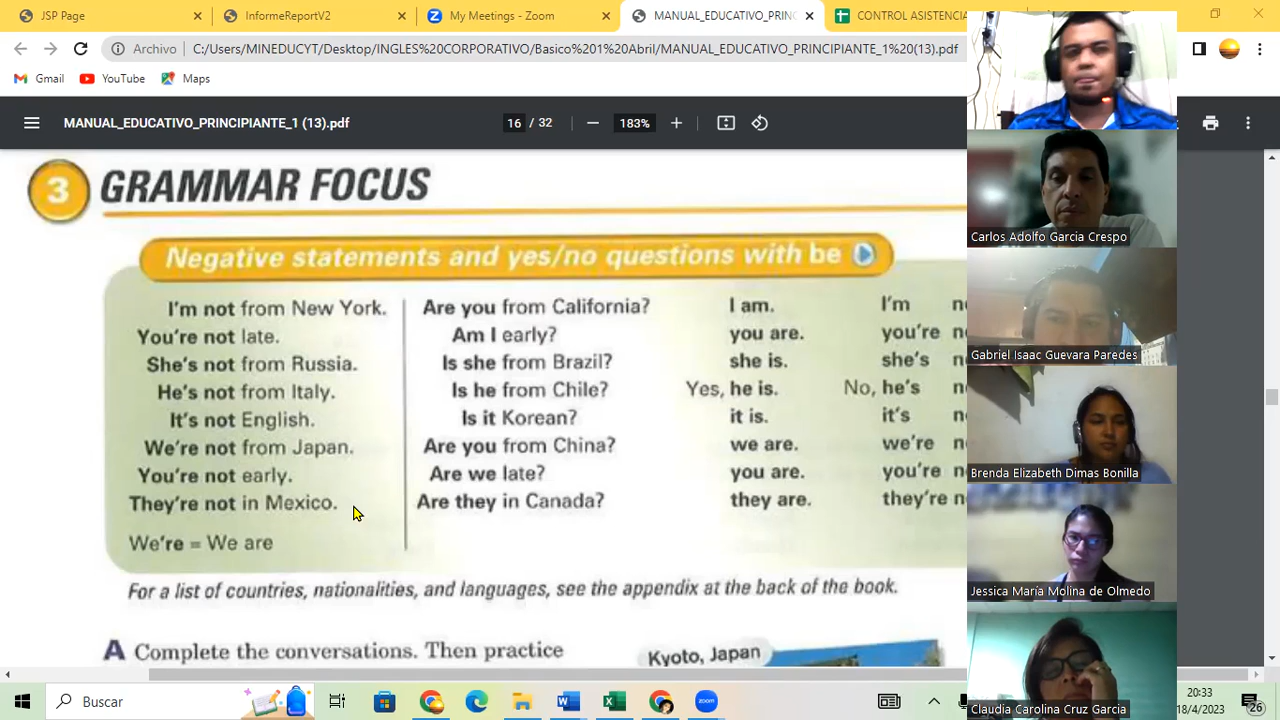 JSP Page
InformeReportV2
My Meetings - Zoom
MANUAL_EDUCATIVO_PRINC
CONTROL ASISTENCIA
Archivo
C:/Users/MINEDUCYT/Desktop/INGLES%20CORPORATIVO/Basico%201%20Abril/MANUAL_EDUCATIVO_PRINCIPIANTE_1%20(13).pdf
Gmail
YouTube
Maps
MANUAL_EDUCATIVO_PRINCIPIANTE_1 (13).pdf
16 / 32
183%
3 GRAMMAR FOCUS
Negative statements and yes/no questions with be
I'm not from New York.
You're not late.
She's not from Russia.
He's not from Italy.
It's not English.
We're not from Japan.
You're not early.
They're not in Mexico.
We're = We are
Are you from California?
Am I early?
Is she from Brazil?
Is he from Chile?
Is it Korean?
Are you from China?
Are we late?
Are they in Canada?
I am.
you are.
she is.
Yes, he is.
it is.
we are.
you are.
they are.
I'm n
you're n
she's n
No, he's n
it's n
we're n
you're n
they're n
For a list of countries, nationalities, and languages, see the appendix at the back of the book.
A Complete the conversations. Then practice
Kyoto, Japan
Carlos Adolfo Garcia Crespo
Gabriel Isaac Guevara Paredes
Brenda Elizabeth Dimas Bonilla
Jessica María Molina de Olmedo
Claudia Carolina Cruz Garcia
Buscar
20:33
18/4/2023
26